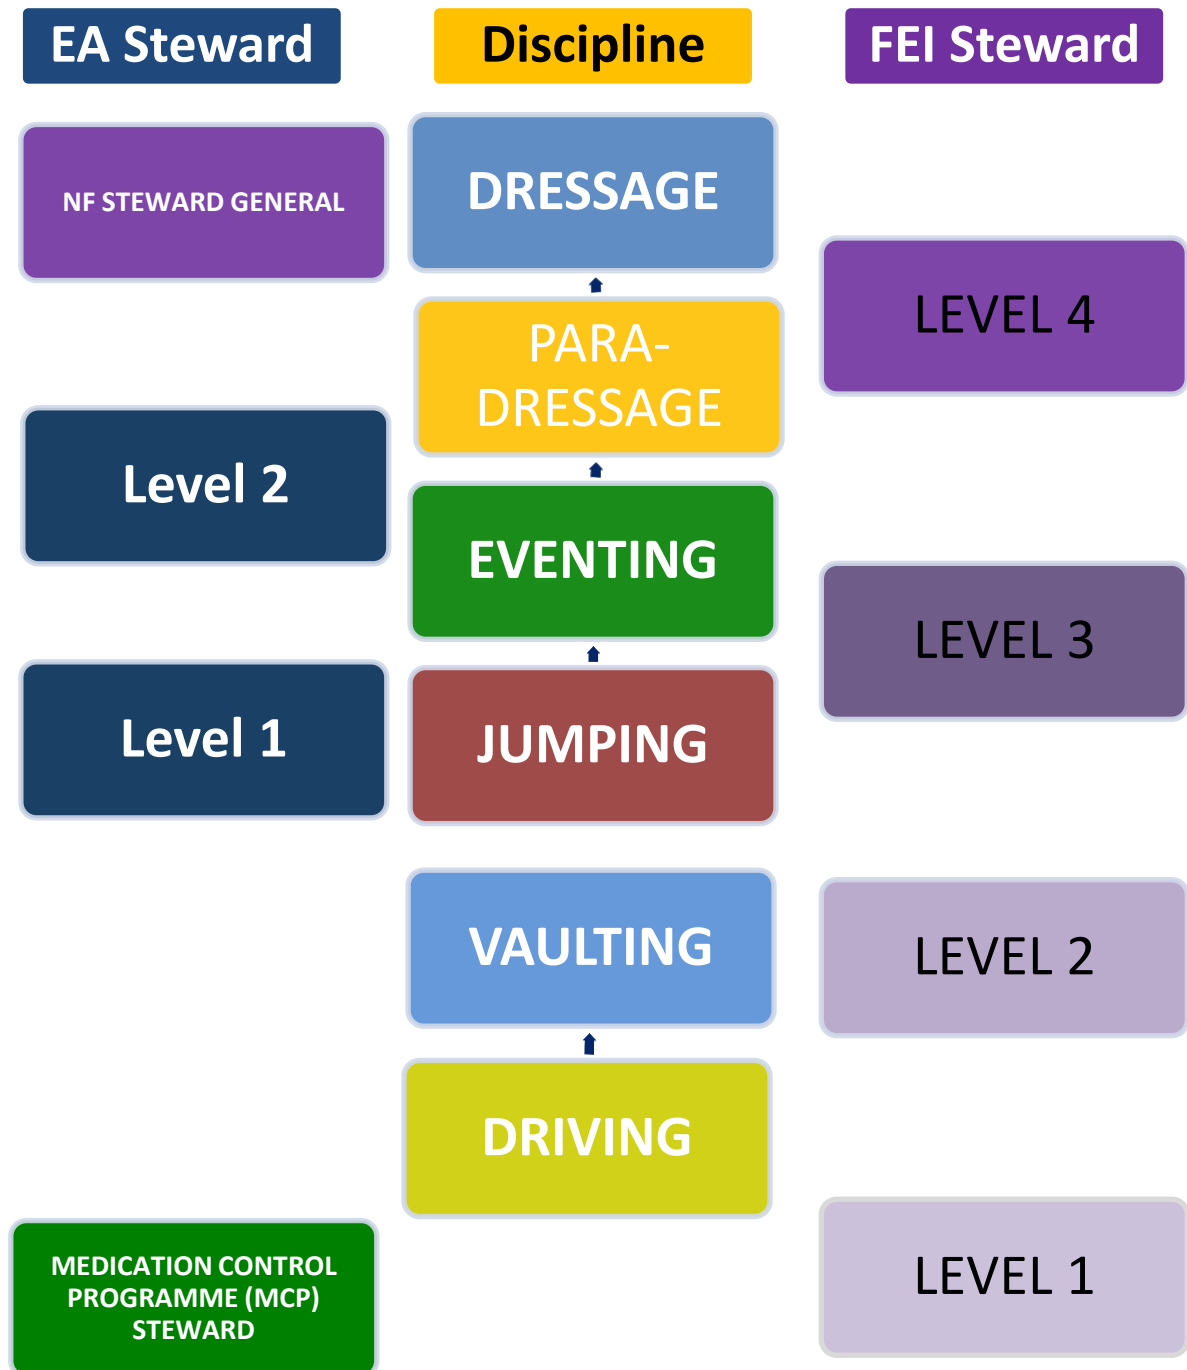 EA Steward
Discipline
FEI Steward
NF STEWARD GENERAL
DRESSAGE
LEVEL 4
PARA-
DRESSAGE
Level 2
EVENTING
LEVEL 3
Level 1
JUMPING
VAULTING
LEVEL 2
DRIVING
MEDICATION CONTROL
PROGRAMME (MCP)
STEWARD
LEVEL 1